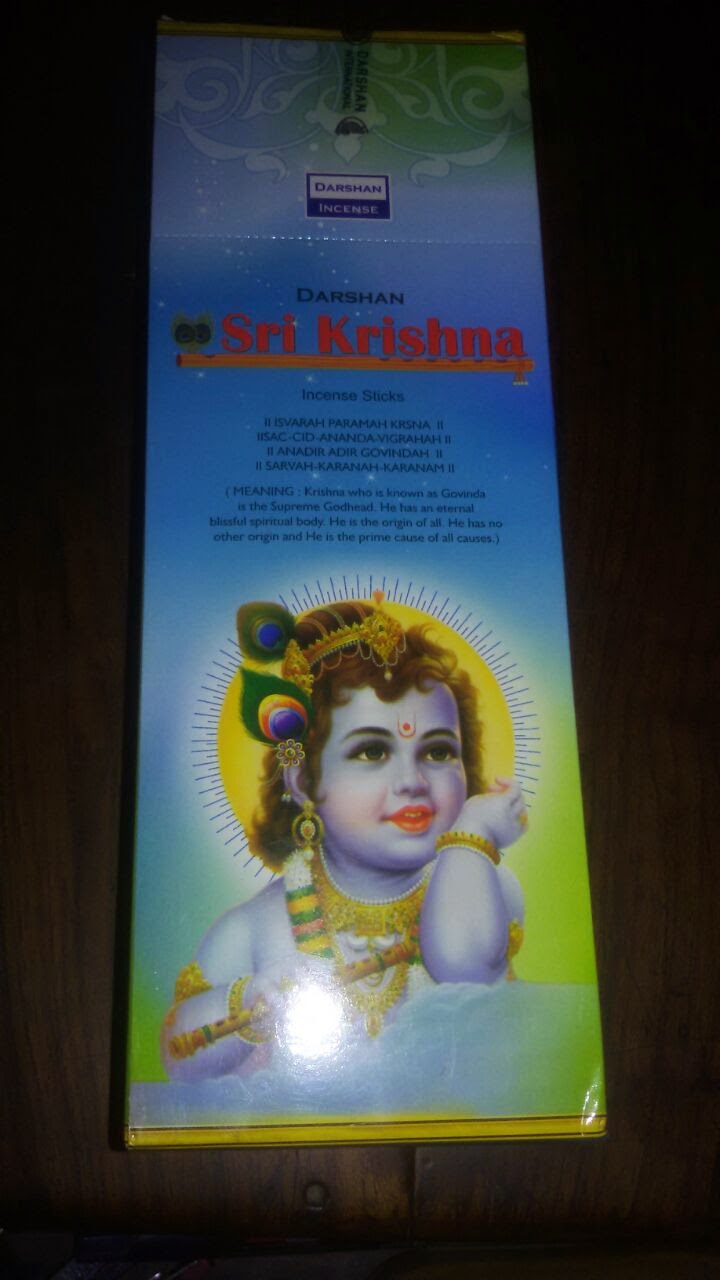 DARSHAN
INTERNATIONAL
DARSHAN
INCENSE
DARSHAN
Sri Krishna
Incense Sticks
II ISVARAH PARAMAH KRSNA II
IISAC-CID-ANANDA-VIGRAHAH II
II ANADIR ADIR GOVINDAH II
II SARVAH-KARANAH-KARANAM II
( MEANING : Krishna who is known as Govinda
is the Supreme Godhead. He has an eternal
blissful spiritual body. He is the origin of all. He has no
other origin and He is the prime cause of all causes.)